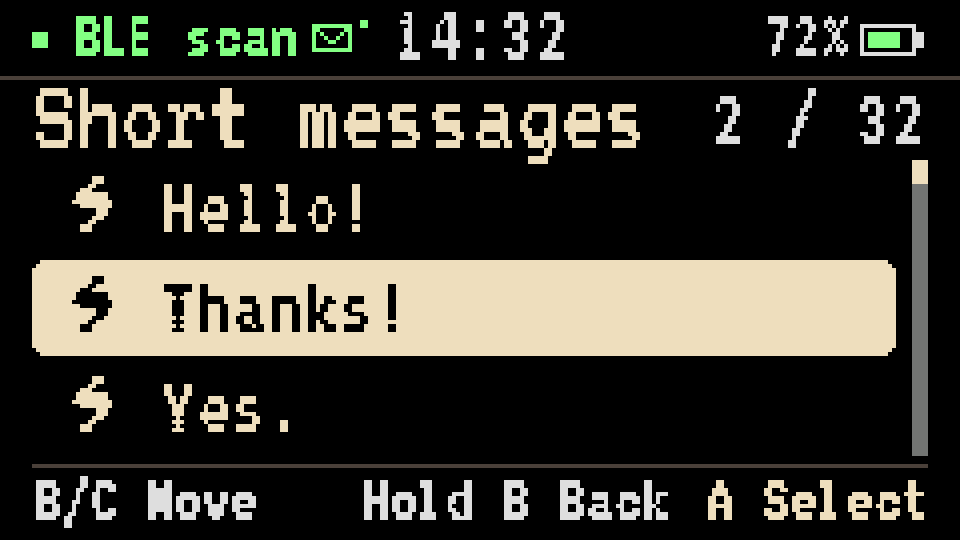 BLE scan 14:32 72%
Short messages 2 / 32
Hello!
Thanks!
Yes.
B/C Move Hold B Back A Select